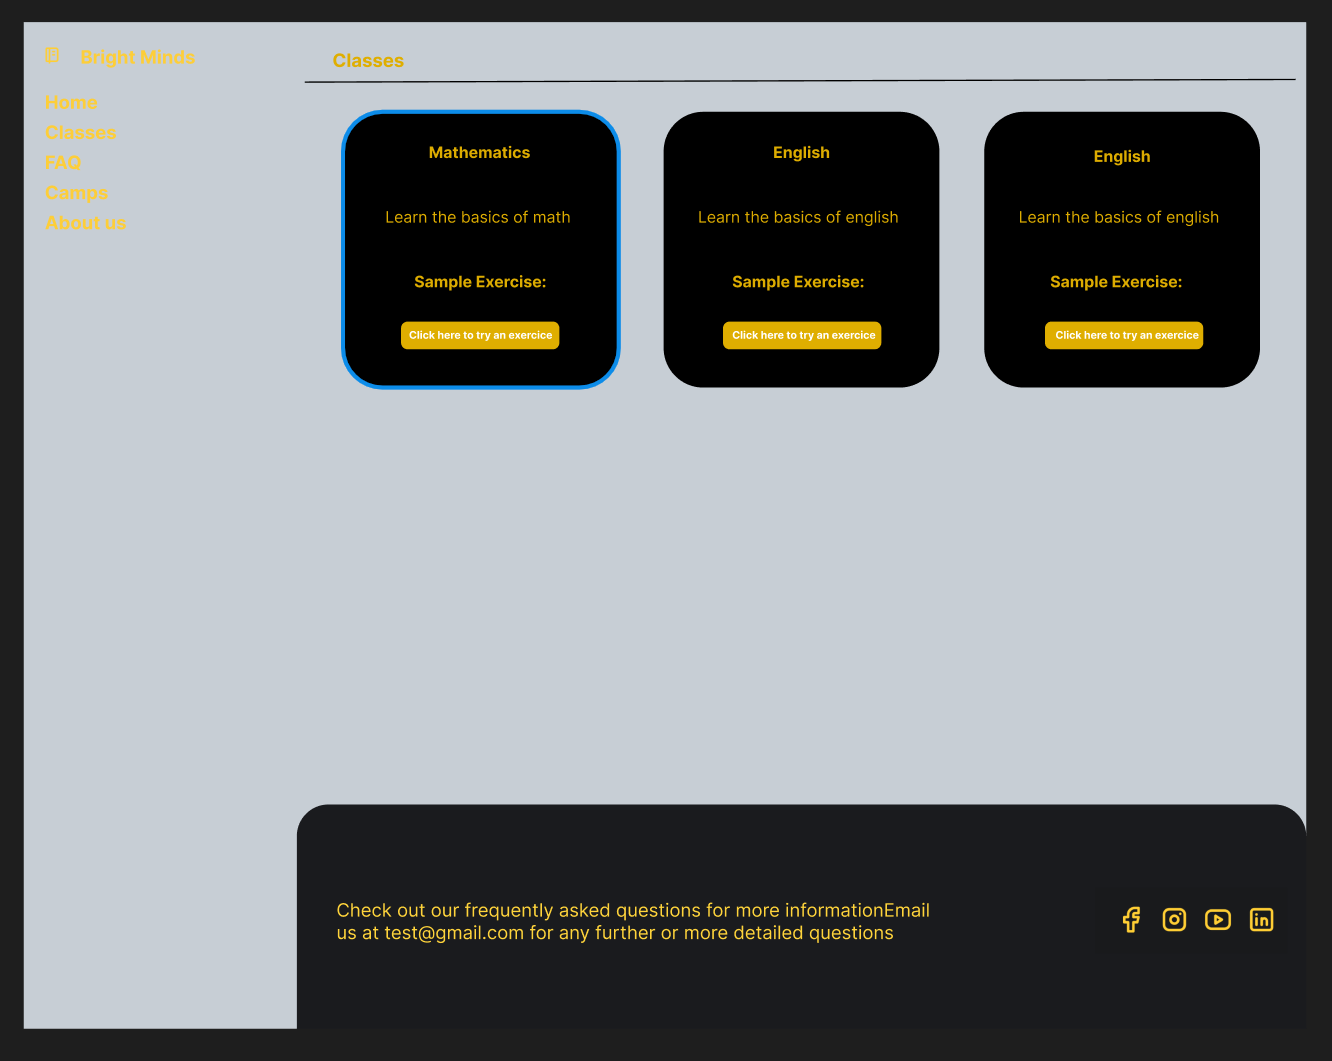 Bright Minds
Home
Classes
FAQ
Camps
About us
Classes
Mathematics
Learn the basics of math
Sample Exercise:
Click here to try an exercice
English
Learn the basics of english
Sample Exercise:
Click here to try an exercice
English
Learn the basics of english
Sample Exercise:
Click here to try an exercice
Check out our frequently asked questions for more informationEmail
us at test@gmail.com for any further or more detailed questions